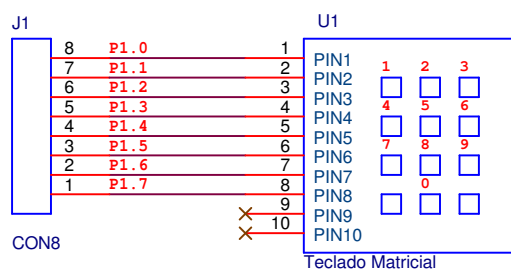 J1
U1
8 P1.0 1 PIN1
7 P1.1 2 PIN2
6 P1.2 3 PIN3
5 P1.3 4 PIN4
4 P1.4 5 PIN5
3 P1.5 6 PIN6
2 P1.6 7 PIN7
1 P1.7 8 PIN8
9 PIN9
10 PIN10
1 2 3
4 5 6
7 8 9
0
CON8
Teclado Matricial